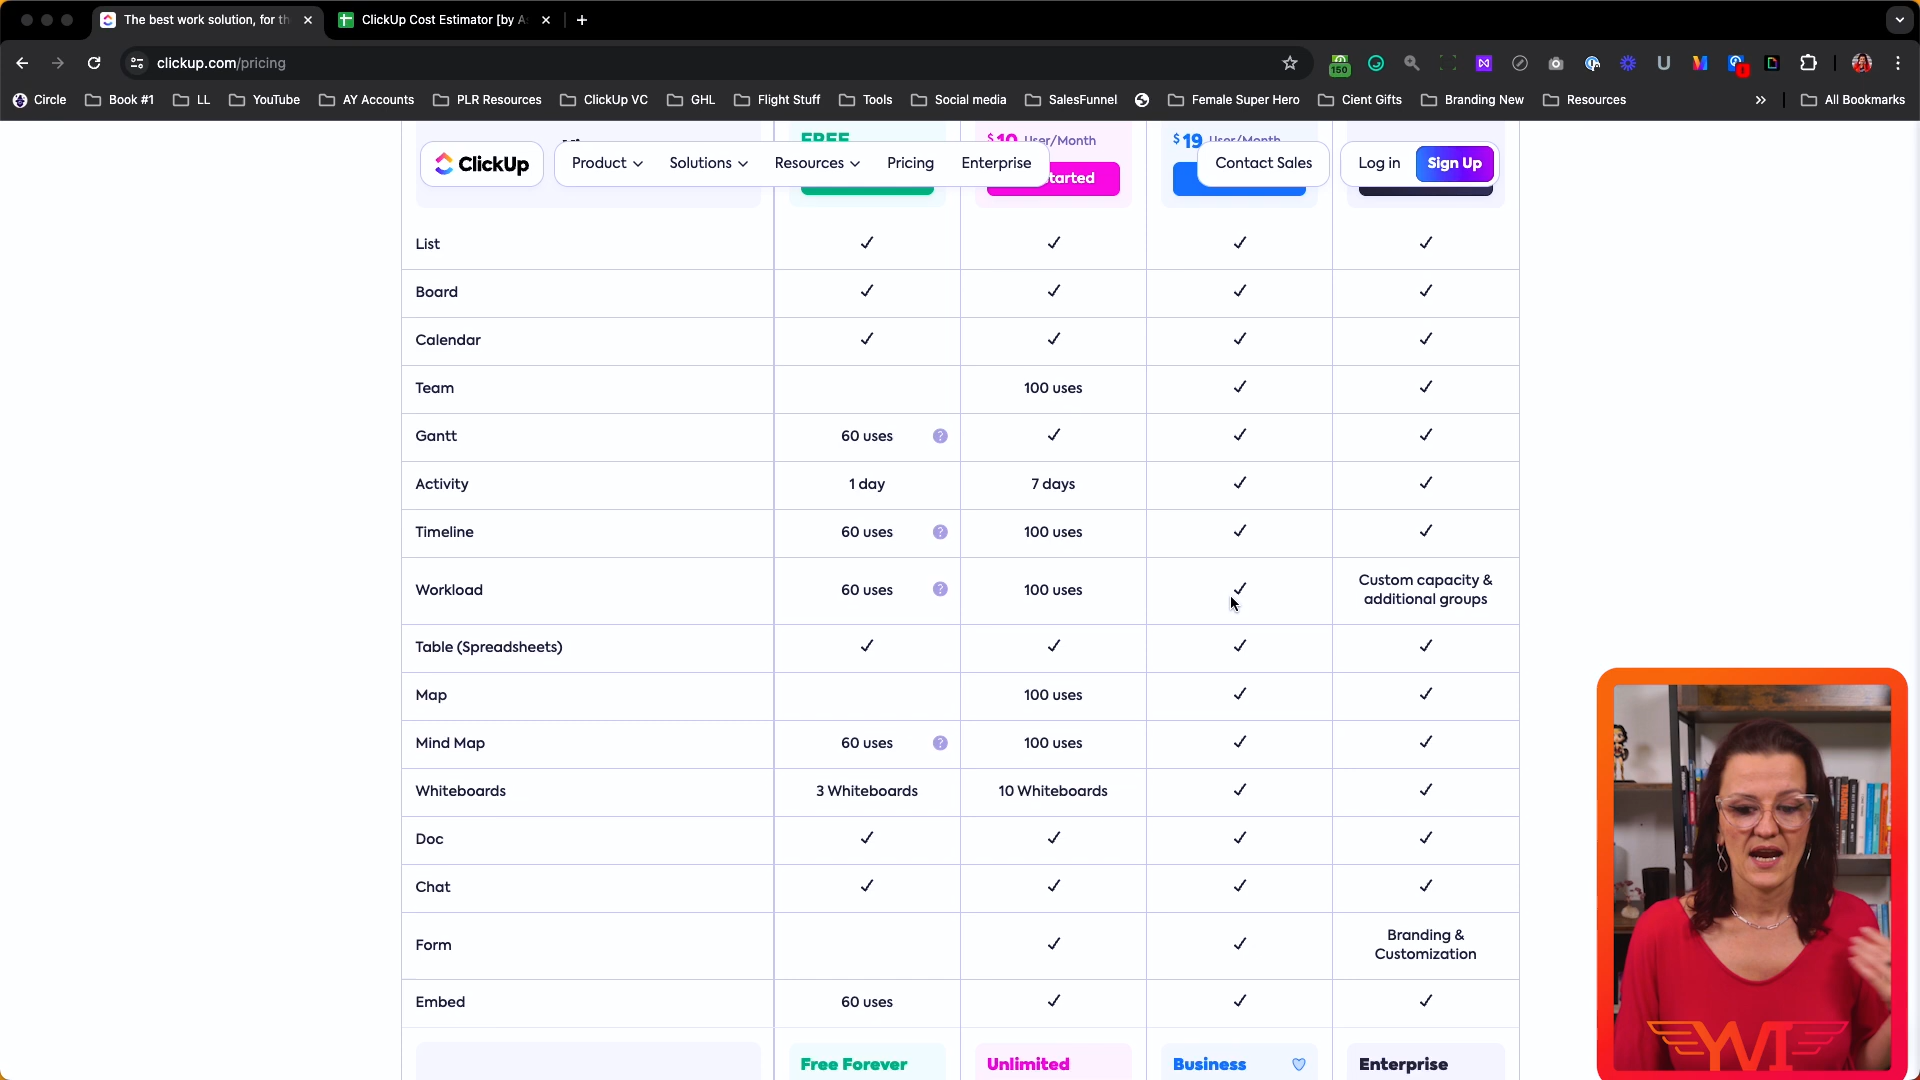 The best work solution, for th
ClickUp Cost Estimator [by A
clickup.com/pricing
150
Circle
Book #1
LL
YouTube
AY Accounts
PLR Resources
ClickUp VC
GHL
Flight Stuff
Tools
Social media
SalesFunnel
Female Super Hero
Cient Gifts
Branding New
Resources
All Bookmarks
FREE
$10 User/Month
$19 User/Month
ClickUp
Product
Solutions
Resources
Pricing
Enterprise
tarted
Contact Sales
Log in
Sign Up
List
Board
Calendar
Team 100 uses
Gantt 60 uses ?
Activity 1 day 7 days
Timeline 60 uses ? 100 uses
Workload 60 uses ? 100 uses Custom capacity &
additional groups
Table (Spreadsheets)
Map 100 uses
Mind Map 60 uses ? 100 uses
Whiteboards 3 Whiteboards 10 Whiteboards
Doc
Chat
Form Branding &
Customization
Embed 60 uses
Free Forever
Unlimited
Business
Enterprise
YVI